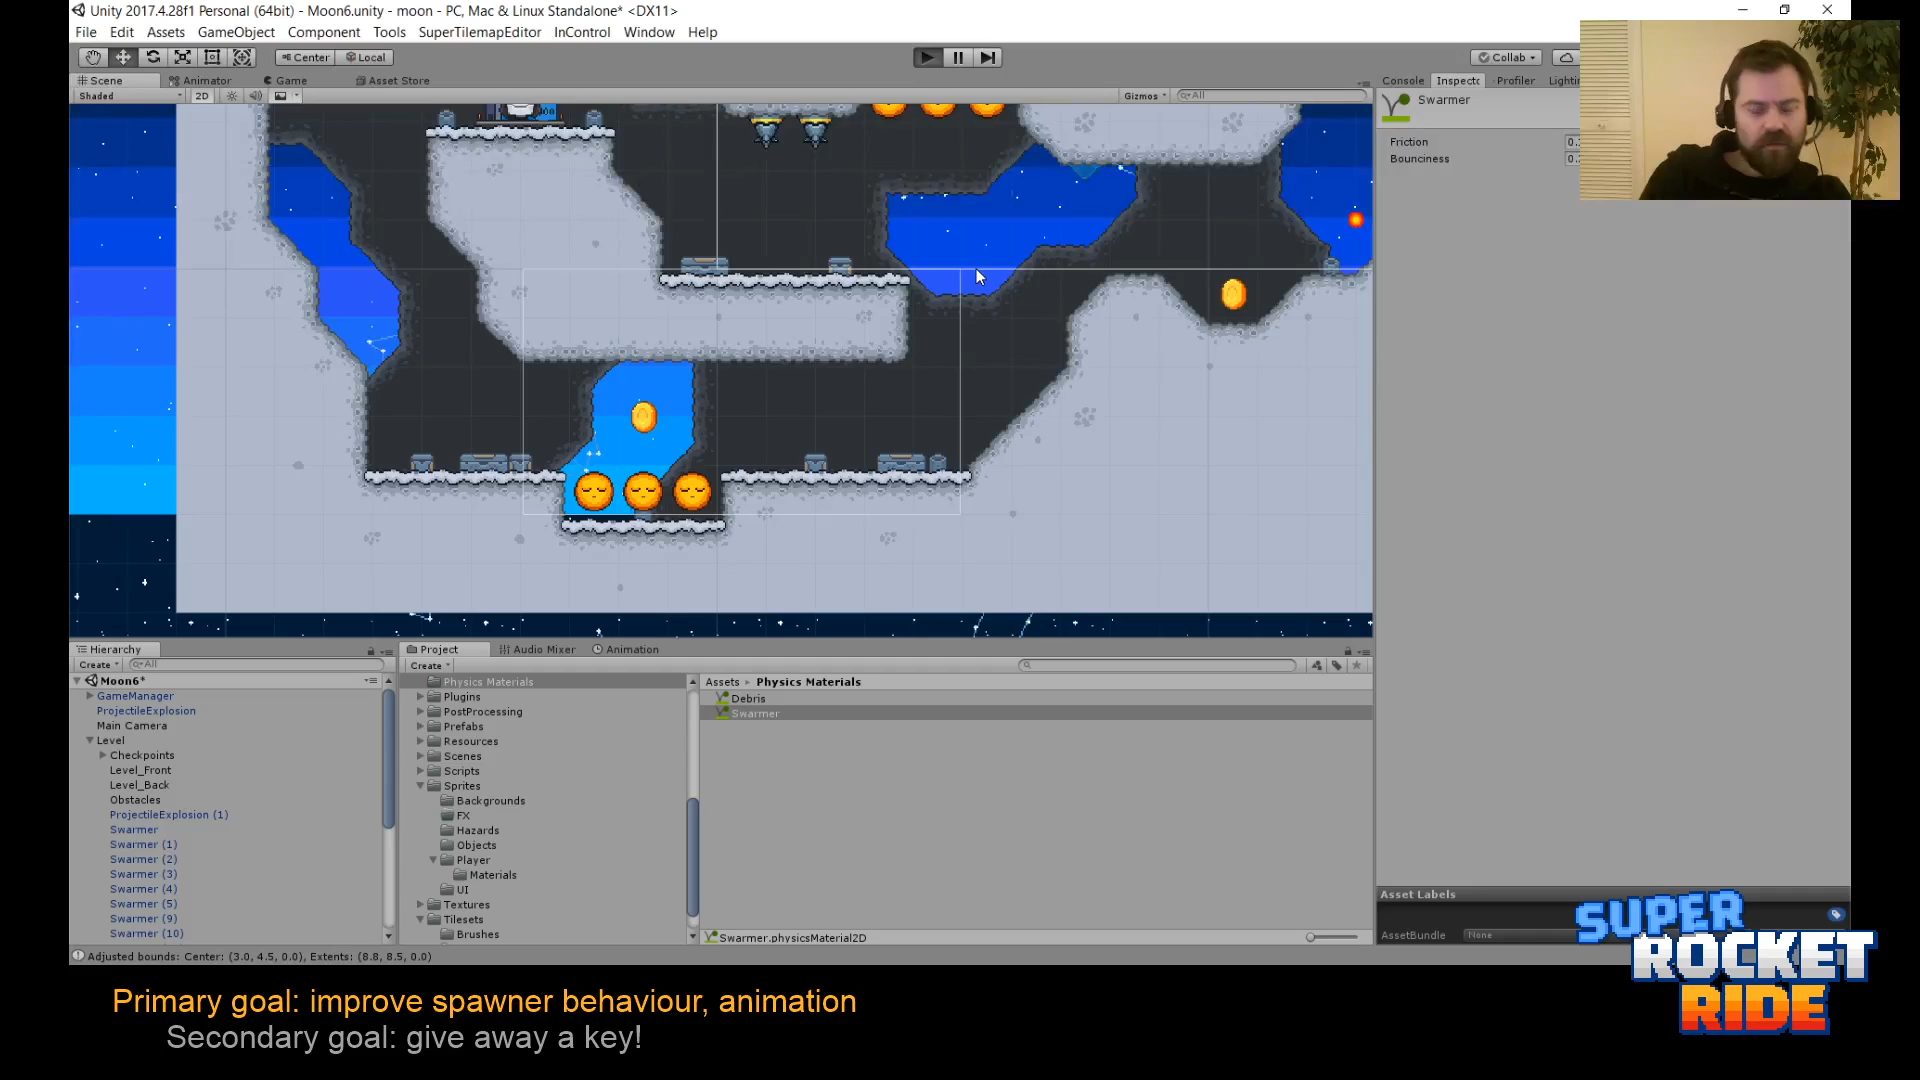 Unity 2017.4.28f1 Personal (64bit) - Moon6.unity - moon - PC, Mac & Linux Standalone* <DX11>
File Edit Assets GameObject Component Tools SuperTilemapEditor InControl Window Help
Center Local Collab
Scene Animator Game Asset Store Console Inspecto Profiler Lightin
Shaded 2D Gizmos All
Swarmer
Friction 0.
Bounciness 0.
Hierarchy Project Audio Mixer Animation
Create All Create
Moon6*
GameManager
ProjectileExplosion
Main Camera
Level
Checkpoints
Level_Front
Level_Back
Obstacles
ProjectileExplosion (1)
Swarmer
Swarmer (1)
Swarmer (2)
Swarmer (3)
Swarmer (4)
Swarmer (5)
Swarmer (9)
Swarmer (10)
Physics Materials
Plugins
PostProcessing
Prefabs
Resources
Scenes
Scripts
Sprites
Backgrounds
FX
Hazards
Objects
Player
Materials
UI
Textures
Tilesets
Brushes
Assets Physics Materials
Debris
Swarmer
Swarmer.physicsMaterial2D
Asset Labels
AssetBundle None
Adjusted bounds: Center: (3.0, 4.5, 0.0), Extents: (8.8, 8.5, 0.0)
SUPER
ROCKET
RIDE
Primary goal: improve spawner behaviour, animation
Secondary goal: give away a key!